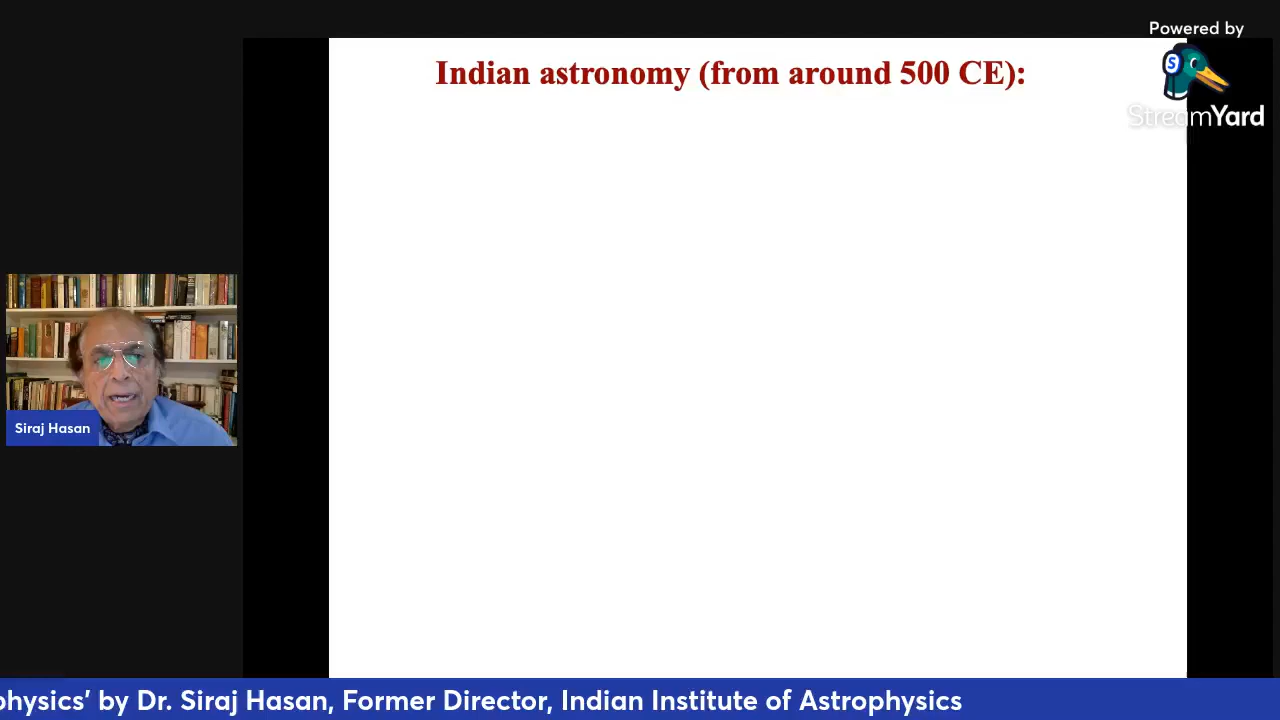 Powered by
StreamYard
Indian astronomy (from around 500 CE):
Siraj Hasan
physics' by Dr. Siraj Hasan, Former Director, Indian Institute of Astrophysics